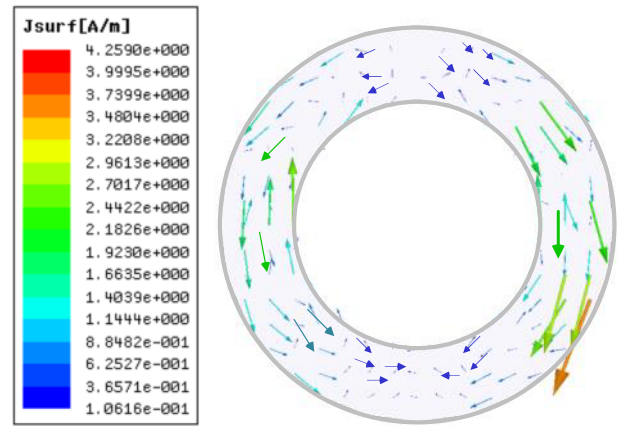 Jsurf[A/m]
4.2590e+000
3.9995e+000
3.7399e+000
3.4804e+000
3.2208e+000
2.9613e+000
2.7017e+000
2.4422e+000
2.1826e+000
1.9230e+000
1.6635e+000
1.4039e+000
1.1444e+000
8.8482e-001
6.2527e-001
3.6571e-001
1.0616e-001